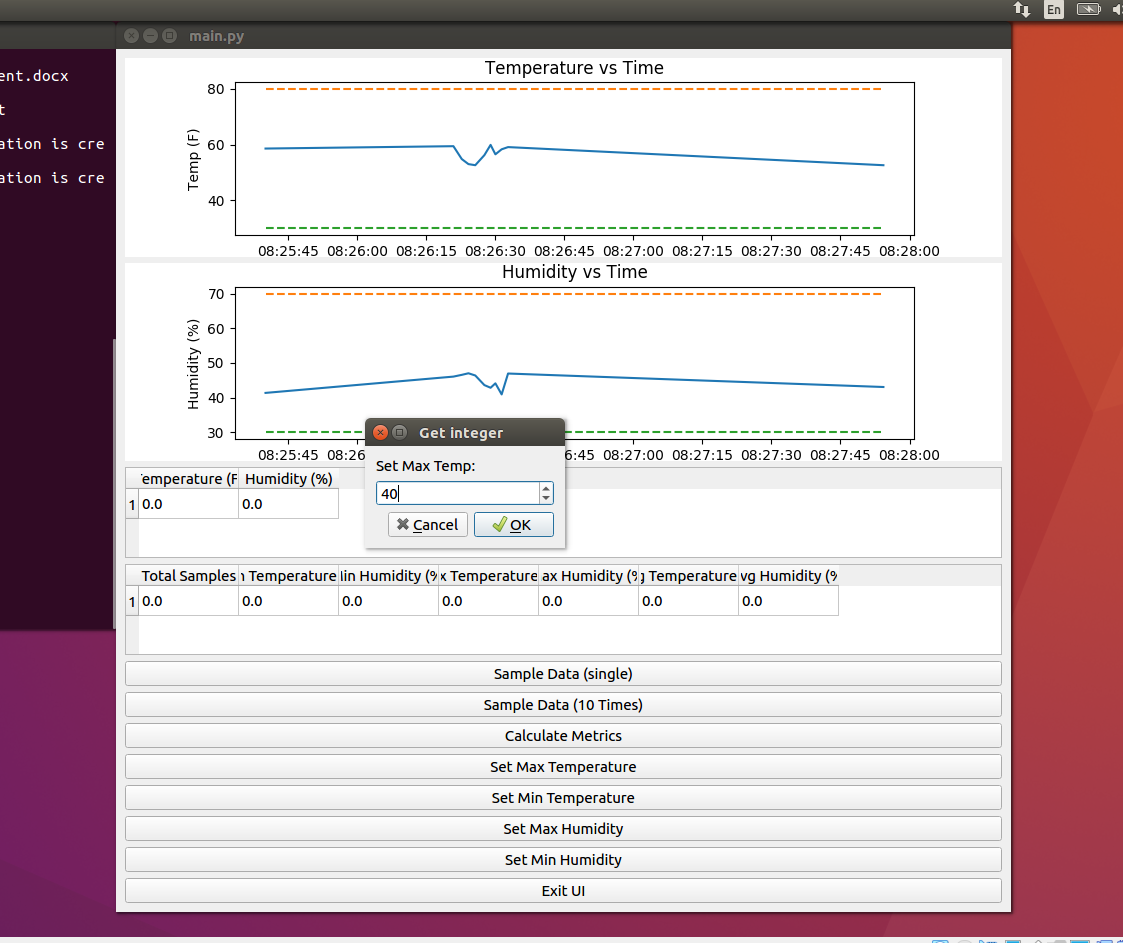 En
main.py
ent.docx
t
ation is cre
ation is cre
Temperature vs Time
80
60
40
Temp (F)
08:25:45 08:26:00 08:26:15 08:26:30 08:26:45 08:27:00 08:27:15 08:27:30 08:27:45 08:28:00
Humidity vs Time
70
60
50
40
30
Humidity (%)
08:25:45 08:26 6:45 08:27:00 08:27:15 08:27:30 08:27:45 08:28:00
Get integer
Set Max Temp:
40
Cancel OK
emperature (F Humidity (%)
1 0.0 0.0
Total Samples n Temperature lin Humidity (% x Temperature ax Humidity (% g Temperature vg Humidity (%
1 0.0 0.0 0.0 0.0 0.0 0.0 0.0
Sample Data (single)
Sample Data (10 Times)
Calculate Metrics
Set Max Temperature
Set Min Temperature
Set Max Humidity
Set Min Humidity
Exit UI